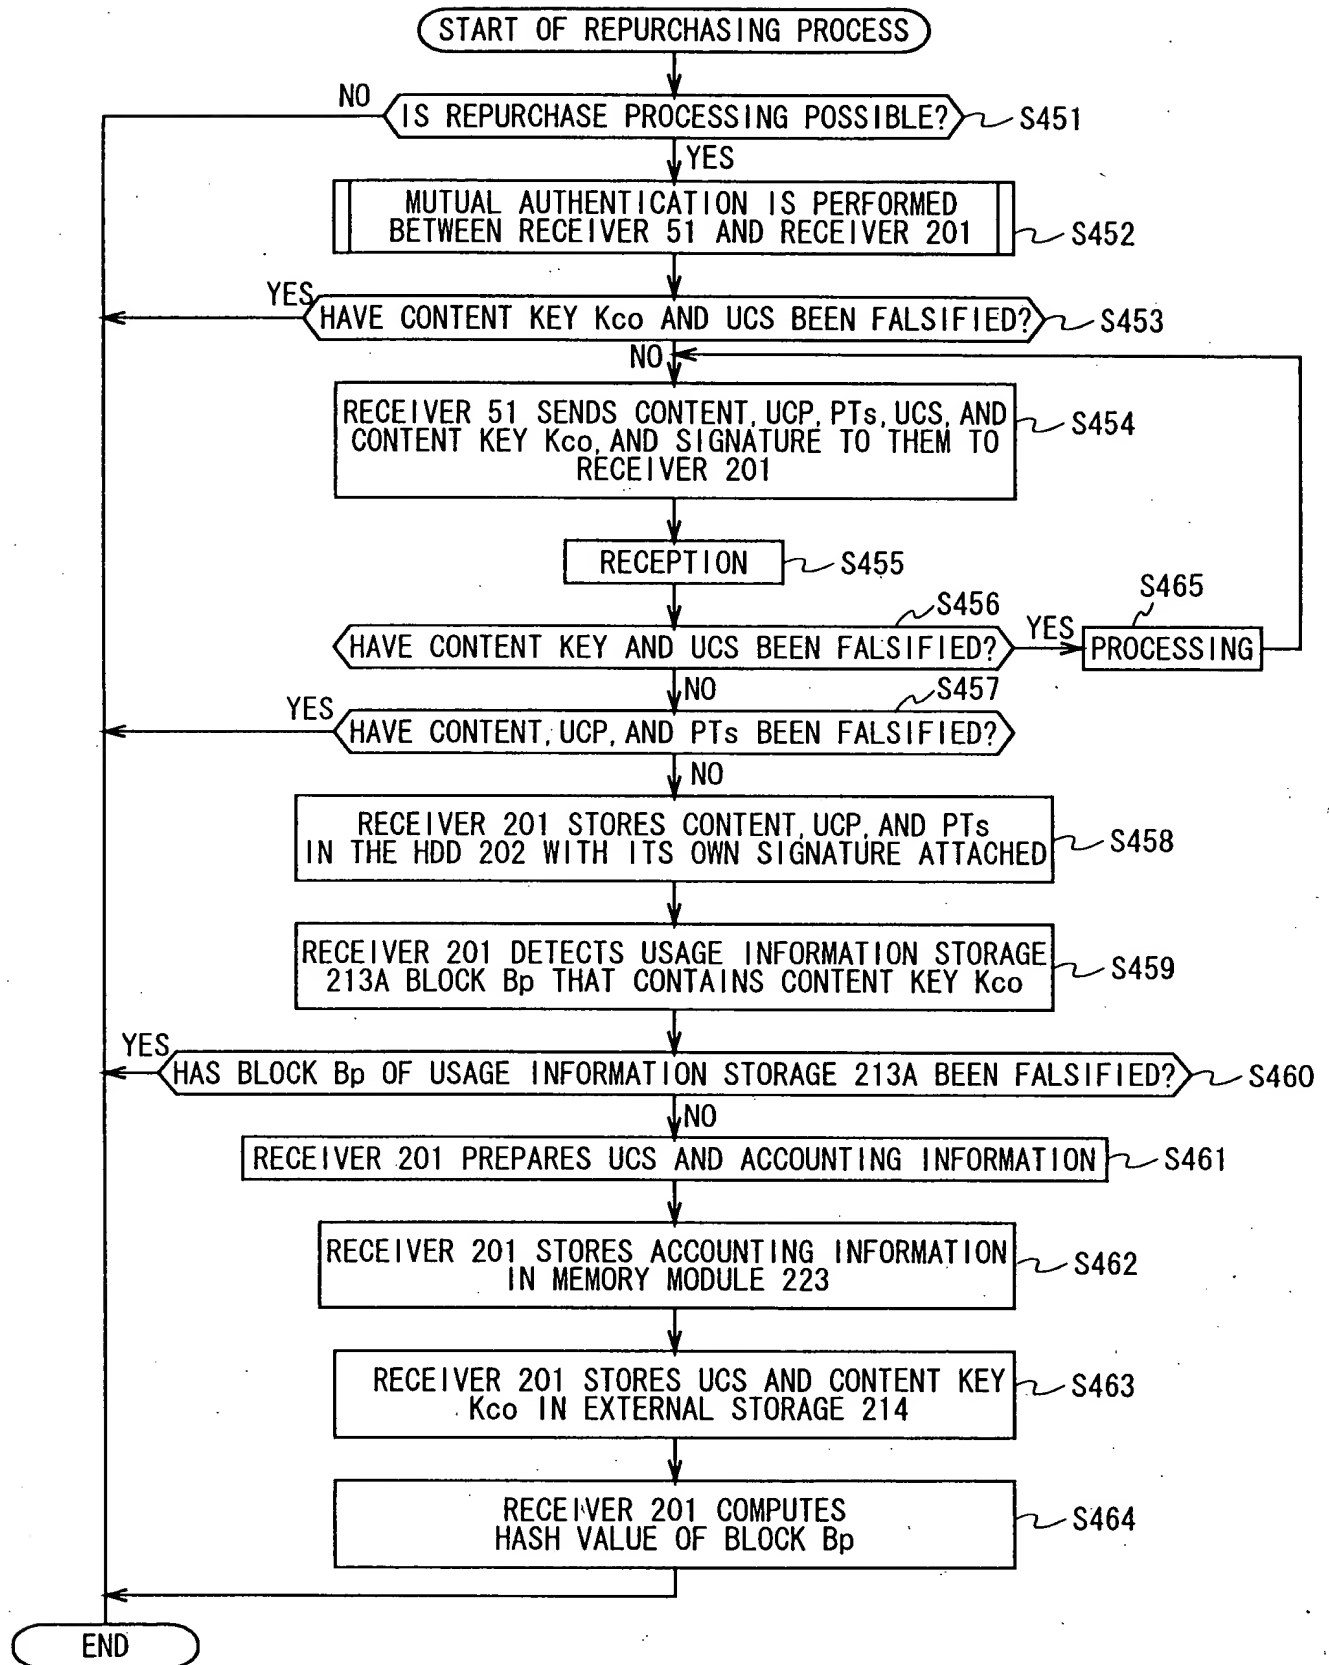 START OF REPURCHASING PROCESS
NO
IS REPURCHASE PROCESSING POSSIBLE?
S451
YES
MUTUAL AUTHENTICATION IS PERFORMED
BETWEEN RECEIVER 51 AND RECEIVER 201
S452
YES
HAVE CONTENT KEY Kco AND UCS BEEN FALSIFIED?
S453
NO
RECEIVER 51 SENDS CONTENT, UCP, PTs, UCS, AND
CONTENT KEY Kco, AND SIGNATURE TO THEM TO
RECEIVER 201
S454
RECEPTION
S455
S456
HAVE CONTENT KEY AND UCS BEEN FALSIFIED?
YES
S465
PROCESSING
NO
S457
YES
HAVE CONTENT, UCP, AND PTs BEEN FALSIFIED?
NO
RECEIVER 201 STORES CONTENT, UCP, AND PTs
IN THE HDD 202 WITH ITS OWN SIGNATURE ATTACHED
S458
RECEIVER 201 DETECTS USAGE INFORMATION STORAGE
213A BLOCK Bp THAT CONTAINS CONTENT KEY Kco
S459
YES
HAS BLOCK Bp OF USAGE INFORMATION STORAGE 213A BEEN FALSIFIED?
S460
NO
RECEIVER 201 PREPARES UCS AND ACCOUNTING INFORMATION
S461
RECEIVER 201 STORES ACCOUNTING INFORMATION
IN MEMORY MODULE 223
S462
RECEIVER 201 STORES UCS AND CONTENT KEY
Kco IN EXTERNAL STORAGE 214
S463
RECEIVER 201 COMPUTES
HASH VALUE OF BLOCK Bp
S464
END